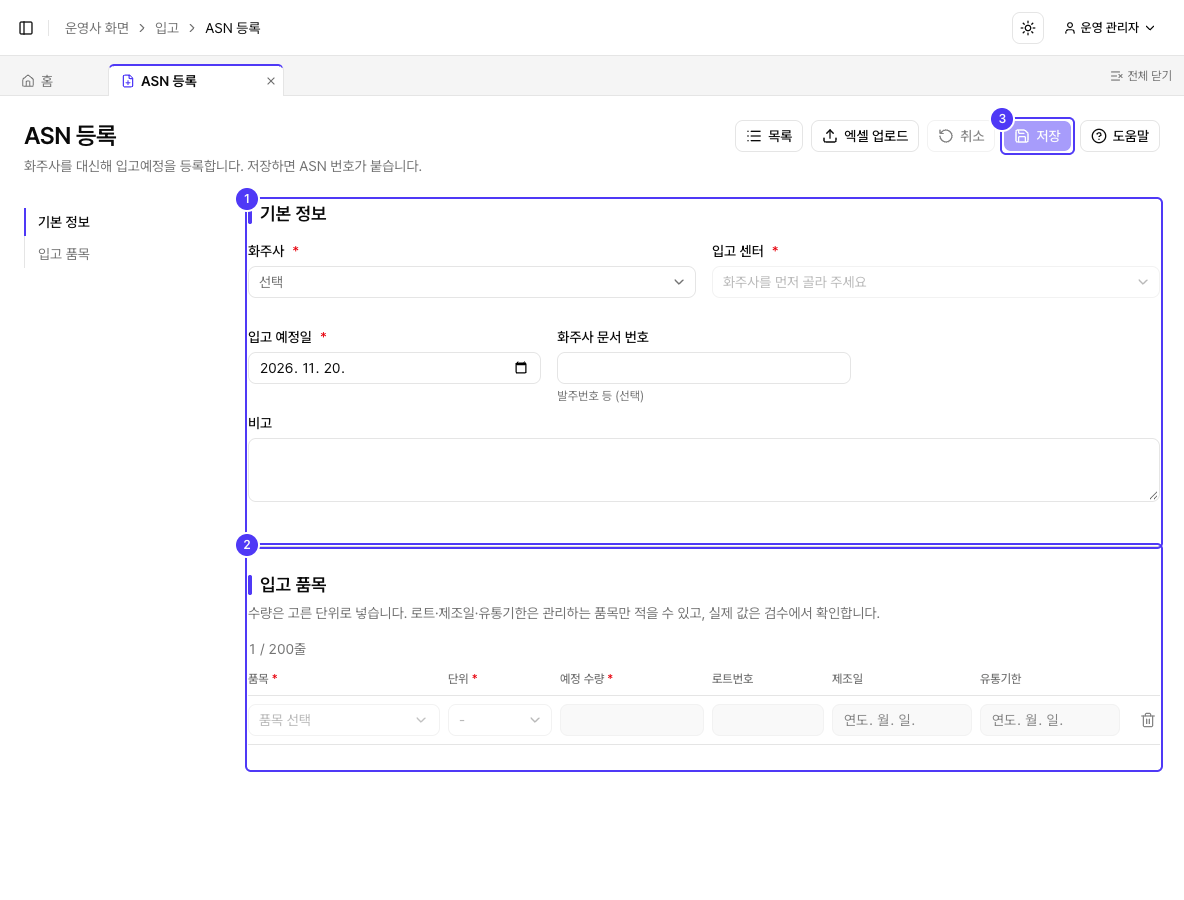 운영사 화면 > 입고 > ASN 등록
운영 관리자
홈
ASN 등록
전체 닫기
ASN 등록
목록
엑셀 업로드
취소
3
저장
도움말
화주사를 대신해 입고예정을 등록합니다. 저장하면 ASN 번호가 붙습니다.
기본 정보
입고 품목
1
기본 정보
화주사 *
입고 센터 *
선택
화주사를 먼저 골라 주세요
입고 예정일 *
화주사 문서 번호
2026. 11. 20.
발주번호 등 (선택)
비고
2
입고 품목
수량은 고른 단위로 넣습니다. 로트·제조일·유통기한은 관리하는 품목만 적을 수 있고, 실제 값은 검수에서 확인합니다.
1 / 200줄
품목 * 단위 * 예정 수량 * 로트번호 제조일 유통기한
품목 선택 - 연도. 월. 일. 연도. 월. 일.